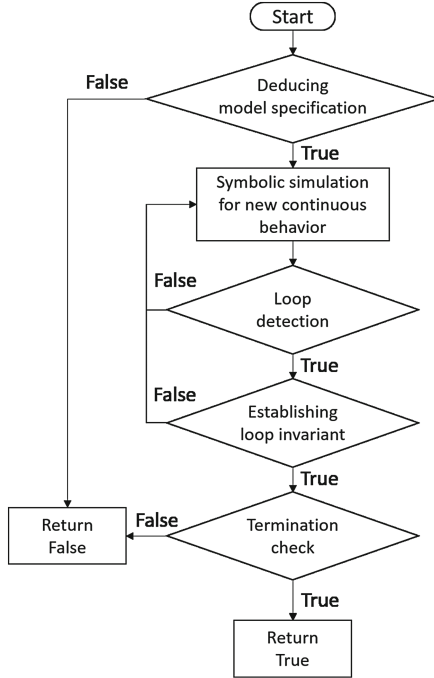 Start
False
Deducing
model specification
True
Symbolic simulation
for new continuous
behavior
False
Loop
detection
True
False
Establishing
loop invariant
True
Return
False
False
Termination
check
True
Return
True